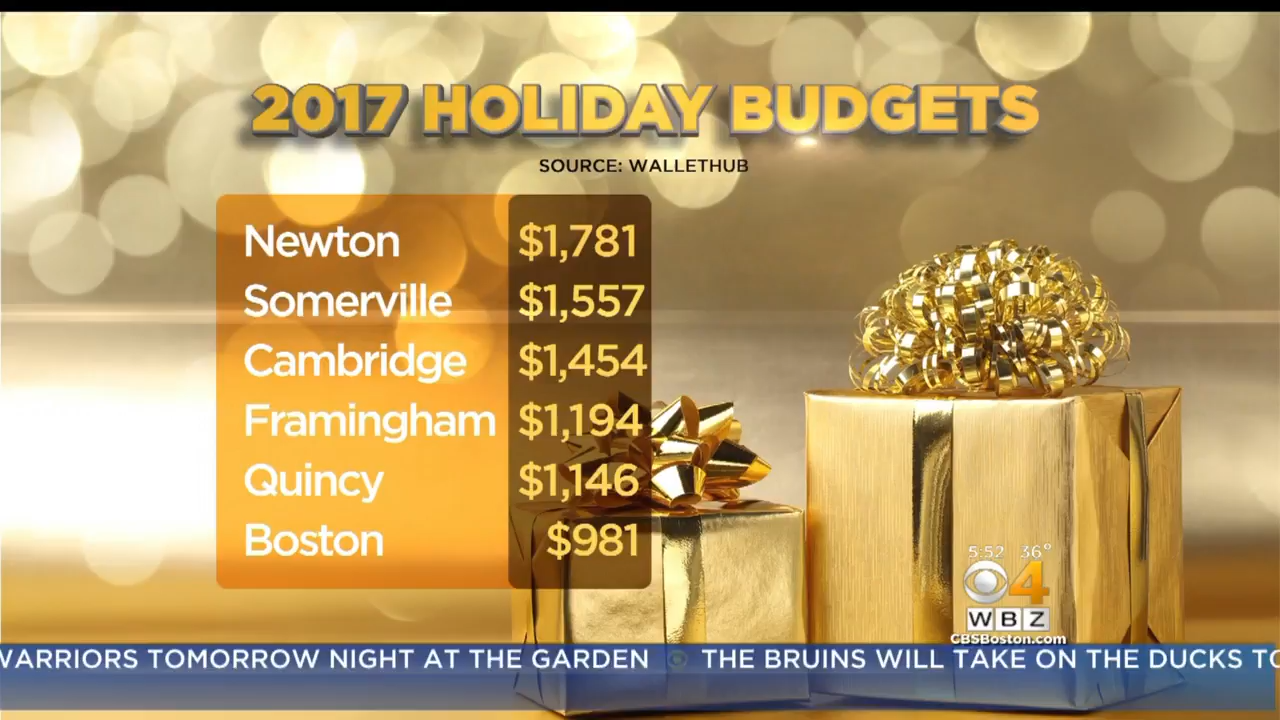 2017 HOLIDAY BUDGETS
SOURCE: WALLETHUB
Newton $1,781
Somerville $1,557
Cambridge $1,454
Framingham $1,194
Quincy $1,146
Boston $981
5:52 36°
4
WBZ
CBSBoston.com
WARRIORS TOMORROW NIGHT AT THE GARDEN THE BRUINS WILL TAKE ON THE DUCKS